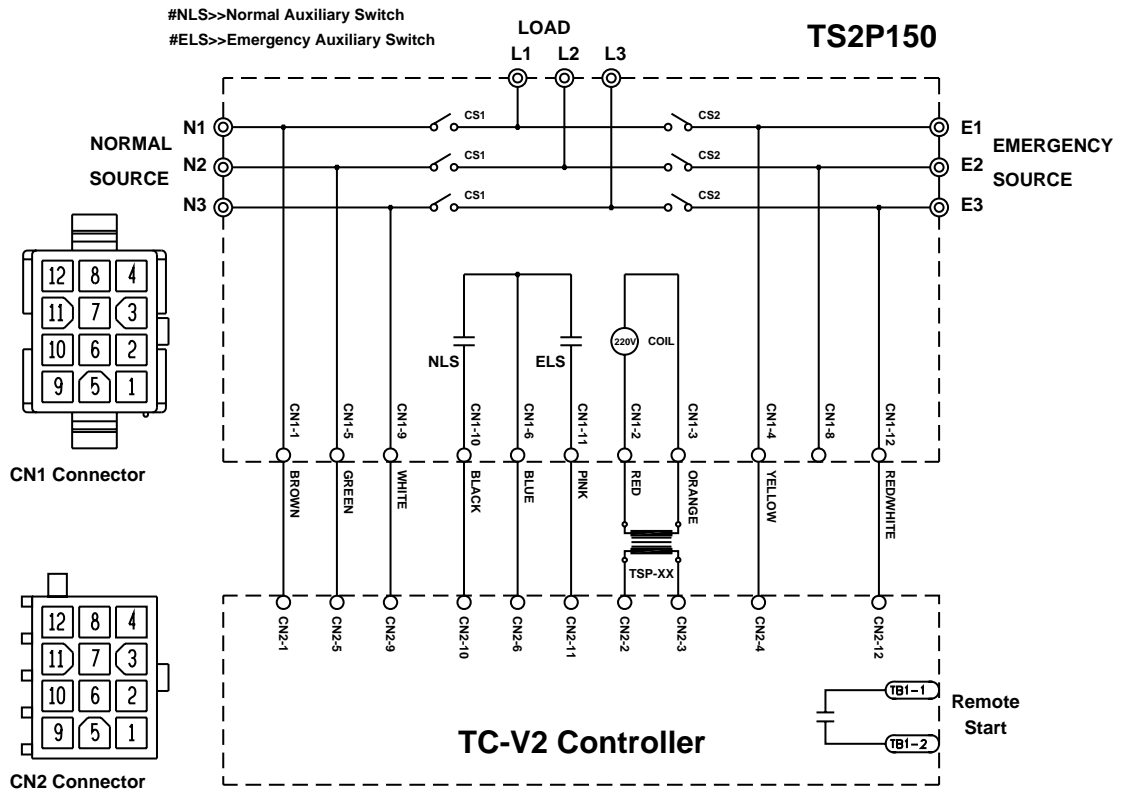 #NLS>>Normal Auxiliary Switch
#ELS>>Emergency Auxiliary Switch
LOAD
L1 L2 L3
TS2P150
NORMAL
SOURCE
N1
N2
N3
CS1
CS2
CS1
CS2
CS1
CS2
E1
E2
E3
EMERGENCY
SOURCE
12 8 4
11 7 3
10 6 2
9 5 1
CN1 Connector
NLS
ELS
220V
COIL
CN1-1
CN1-5
CN1-9
CN1-10
CN1-6
CN1-11
CN1-2
CN1-3
CN1-4
CN1-8
CN1-12
BROWN
GREEN
WHITE
BLACK
BLUE
PINK
RED
ORANGE
YELLOW
RED/WHITE
TSP-XX
CN2-1
CN2-5
CN2-9
CN2-10
CN2-6
CN2-11
CN2-2
CN2-3
CN2-4
CN2-12
12 8 4
11 7 3
10 6 2
9 5 1
CN2 Connector
TC-V2 Controller
TB1-1
TB1-2
Remote
Start